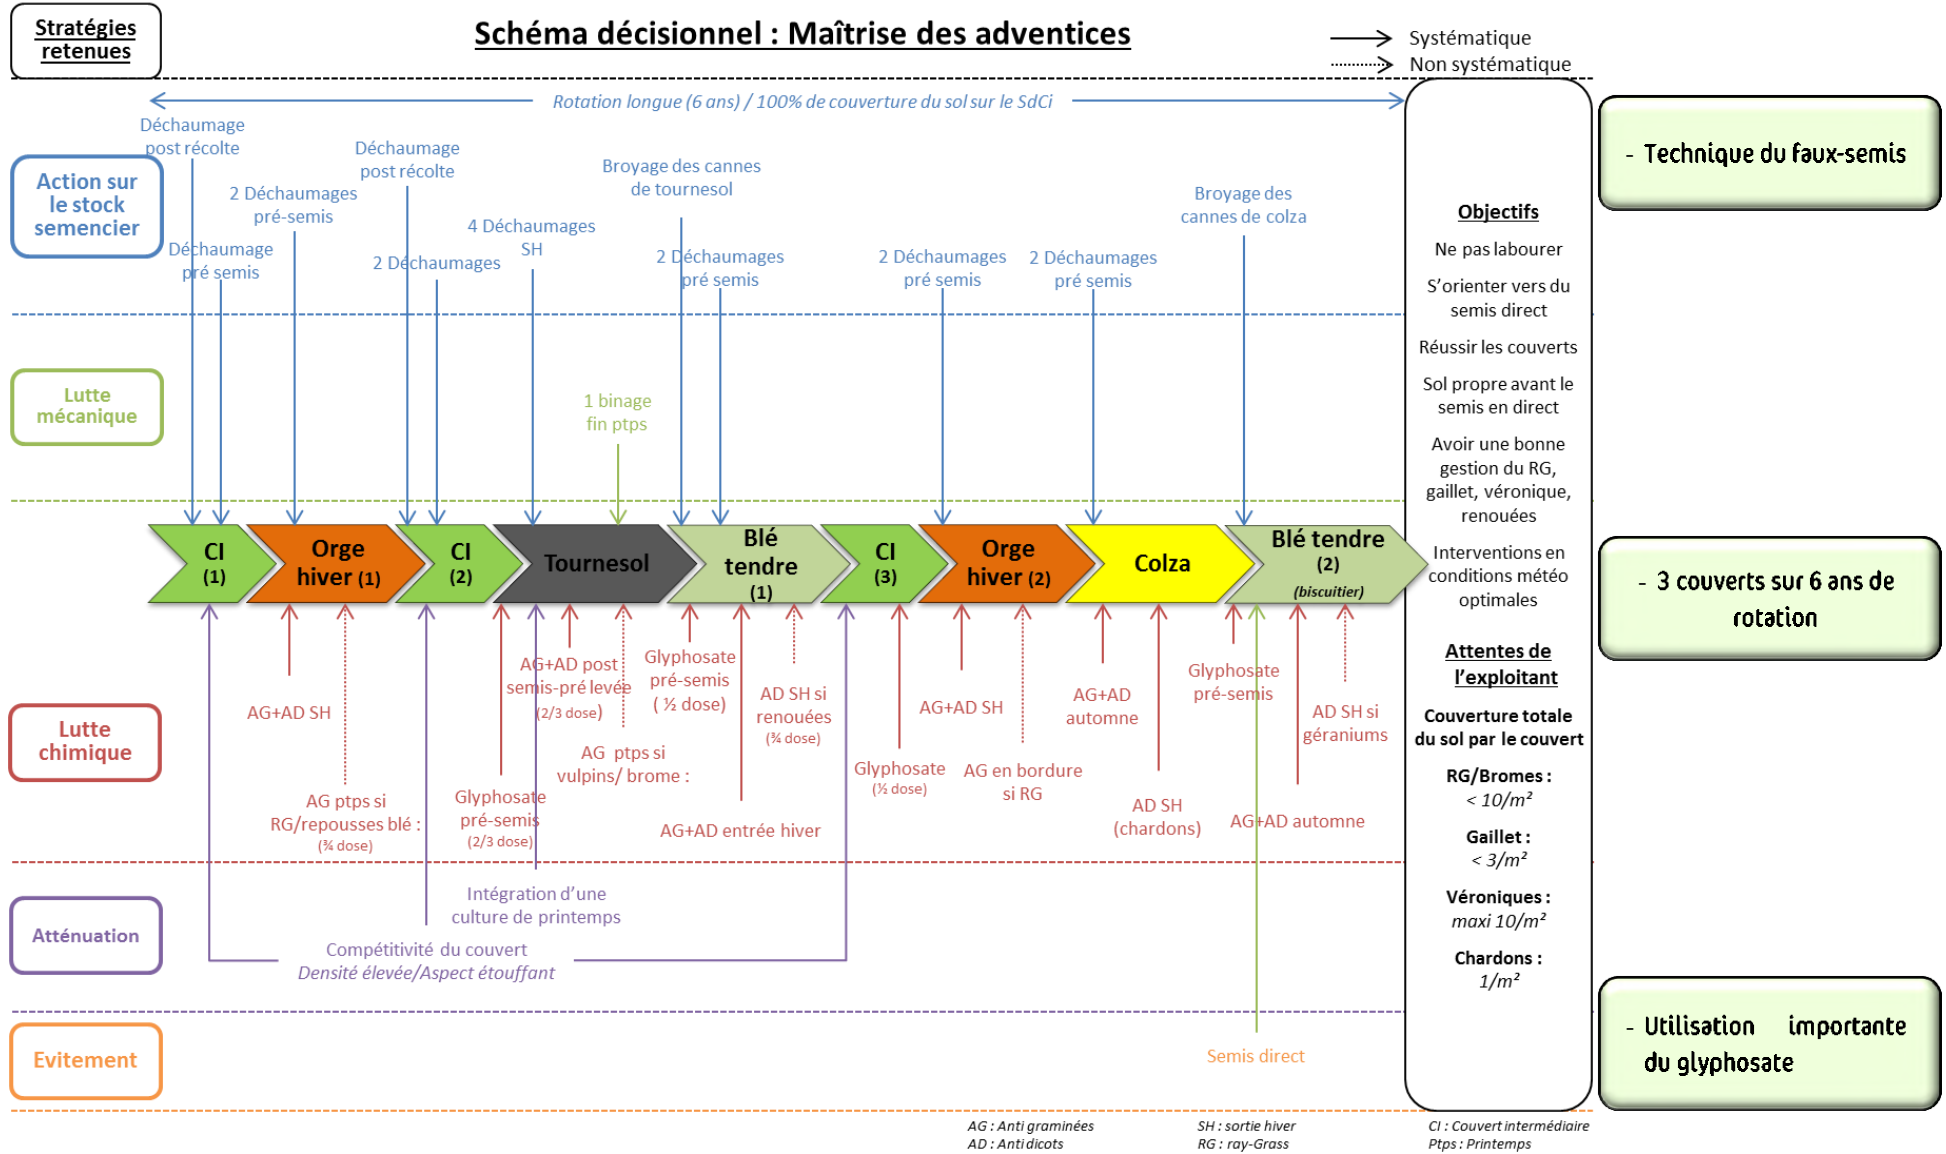 Stratégies
retenues
Schéma décisionnel : Maîtrise des adventices
Systématique
Non systématique
Rotation longue (6 ans) / 100% de couverture du sol sur le SdCi
Action sur
le stock
semencier
Déchaumage
post récolte
Déchaumage
pré semis
2 Déchaumages
pré-semis
Déchaumage
post récolte
2 Déchaumages
4 Déchaumages
SH
Broyage des cannes
de tournesol
2 Déchaumages
pré semis
2 Déchaumages
pré semis
2 Déchaumages
pré semis
Broyage des
cannes de colza
Lutte
mécanique
1 binage
fin ptps
CI
(1)
Orge
hiver (1)
CI
(2)
Tournesol
Blé
tendre
(1)
CI
(3)
Orge
hiver (2)
Colza
Blé tendre
(2)
(biscuitier)
Lutte
chimique
AG+AD SH
AG ptps si
RG/repousses blé :
(¾ dose)
Glyphosate
pré-semis
(2/3 dose)
AG+AD post
semis-pré levée
(2/3 dose)
AG ptps si
vulpins/ brome :
Glyphosate
pré-semis
( ½ dose)
AG+AD entrée hiver
AD SH si
renouées
(¾ dose)
Glyphosate
(½ dose)
AG+AD SH
AG en bordure
si RG
AG+AD
automne
AD SH
(chardons)
Glyphosate
pré-semis
AG+AD automne
AD SH si
géraniums
Atténuation
Intégration d’une
culture de printemps
Compétitivité du couvert
Densité élevée/Aspect étouffant
Evitement
Semis direct
Objectifs
Ne pas labourer
S’orienter vers du
semis direct
Réussir les couverts
Sol propre avant le
semis en direct
Avoir une bonne
gestion du RG,
gaillet, véronique,
renouées
Interventions en
conditions météo
optimales
Attentes de
l’exploitant
Couverture totale
du sol par le couvert
RG/Bromes :
< 10/m²
Gaillet :
< 3/m²
Véroniques :
maxi 10/m²
Chardons :
1/m²
- Technique du faux-semis
- 3 couverts sur 6 ans de
rotation
- Utilisation importante
du glyphosate
AG : Anti graminées
AD : Anti dicots
SH : sortie hiver
RG : ray-Grass
CI : Couvert intermédiaire
Ptps : Printemps